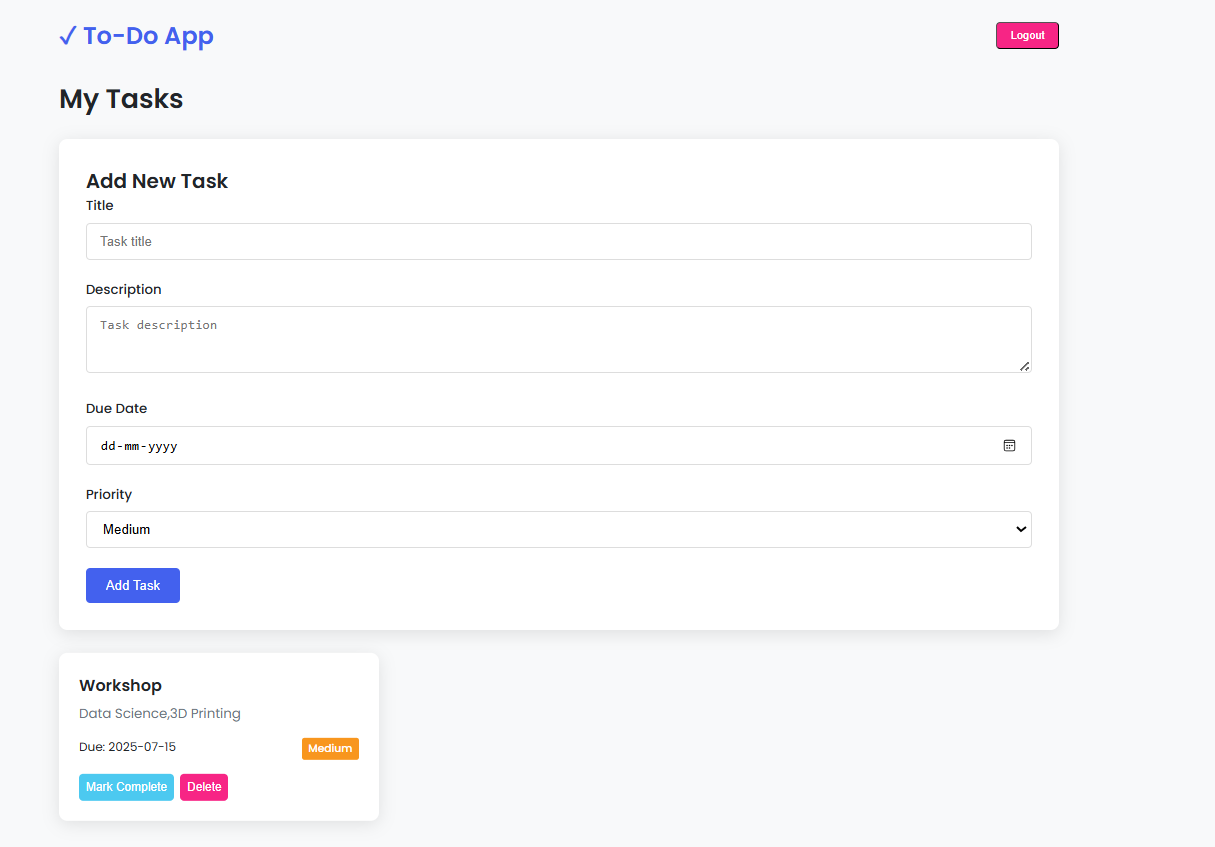 ✓ To-Do App
Logout
My Tasks
Add New Task
Title
Task title
Description
Task description
Due Date
dd-mm-yyyy
Priority
Medium
Add Task
Workshop
Data Science,3D Printing
Due: 2025-07-15
Medium
Mark Complete
Delete